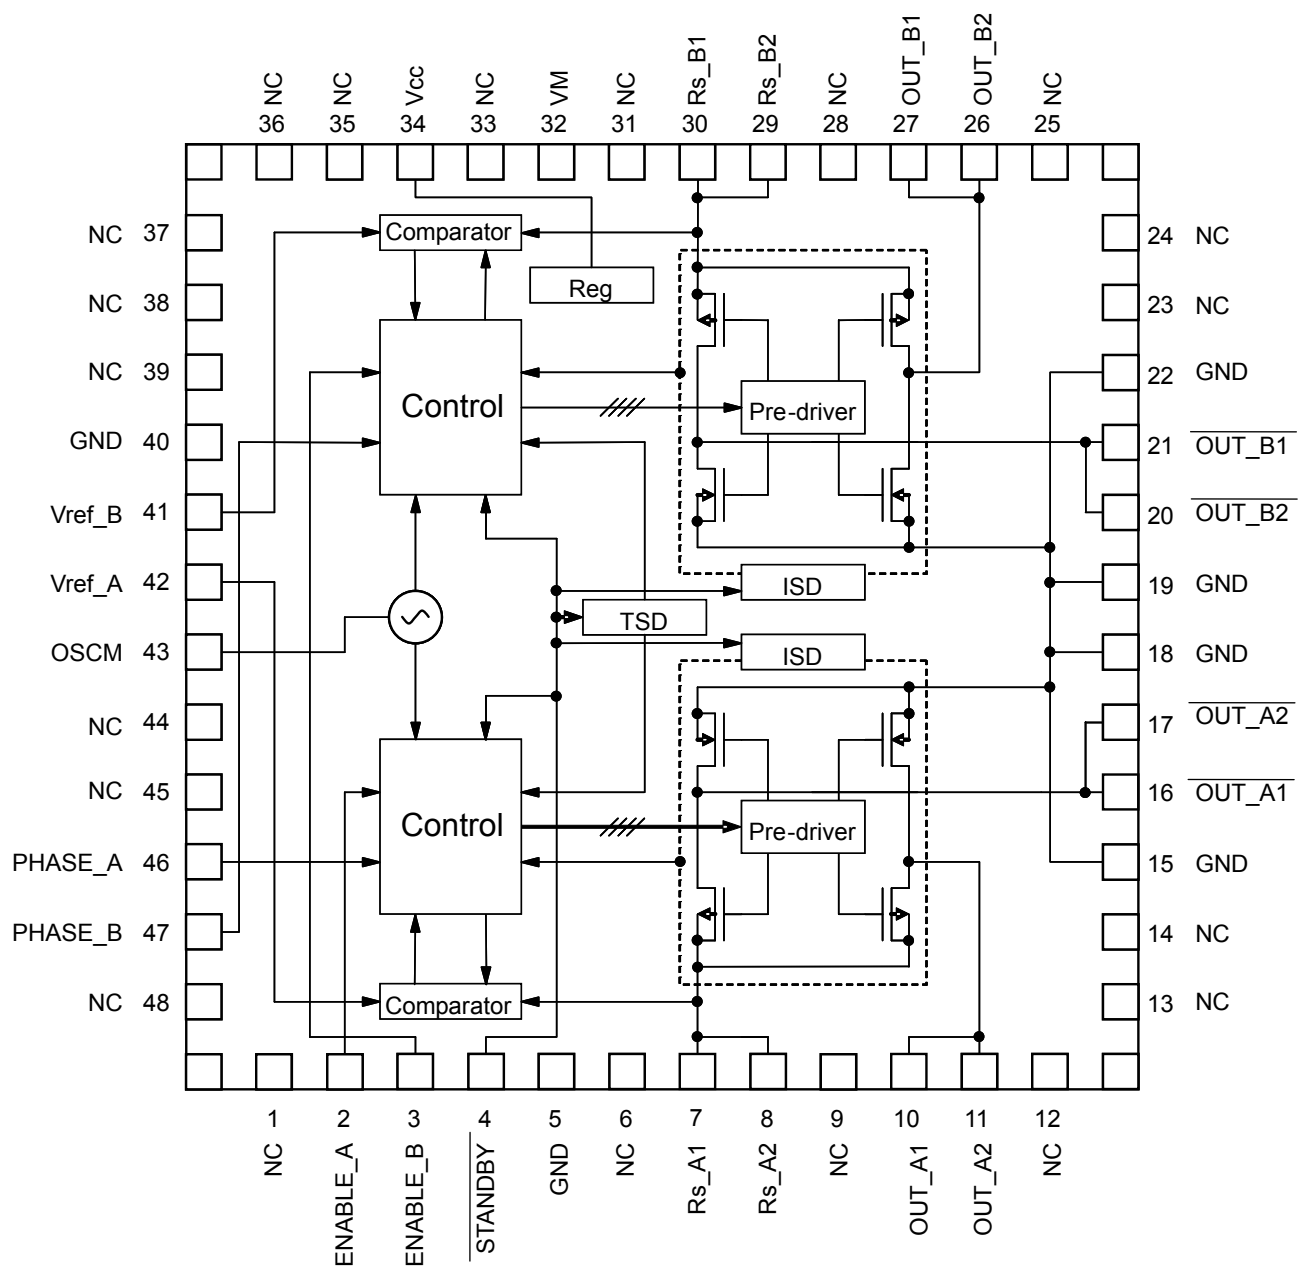 NC
NC
Vcc
NC
VM
NC
Rs_B1
Rs_B2
NC
OUT_B1
OUT_B2
NC
36 35 34 33 32 31 30 29 28 27 26 25
NC 37
NC 38
NC 39
GND 40
Vref_B 41
Vref_A 42
OSCM 43
NC 44
NC 45
PHASE_A 46
PHASE_B 47
NC 48
Comparator
Reg
Control
Pre-driver
ISD
TSD
ISD
Control
Pre-driver
Comparator
24 NC
23 NC
22 GND
21 OUT_B1
20 OUT_B2
19 GND
18 GND
17 OUT_A2
16 OUT_A1
15 GND
14 NC
13 NC
1 2 3 4 5 6 7 8 9 10 11 12
NC
ENABLE_A
ENABLE_B
STANDBY
GND
NC
Rs_A1
Rs_A2
NC
OUT_A1
OUT_A2
NC